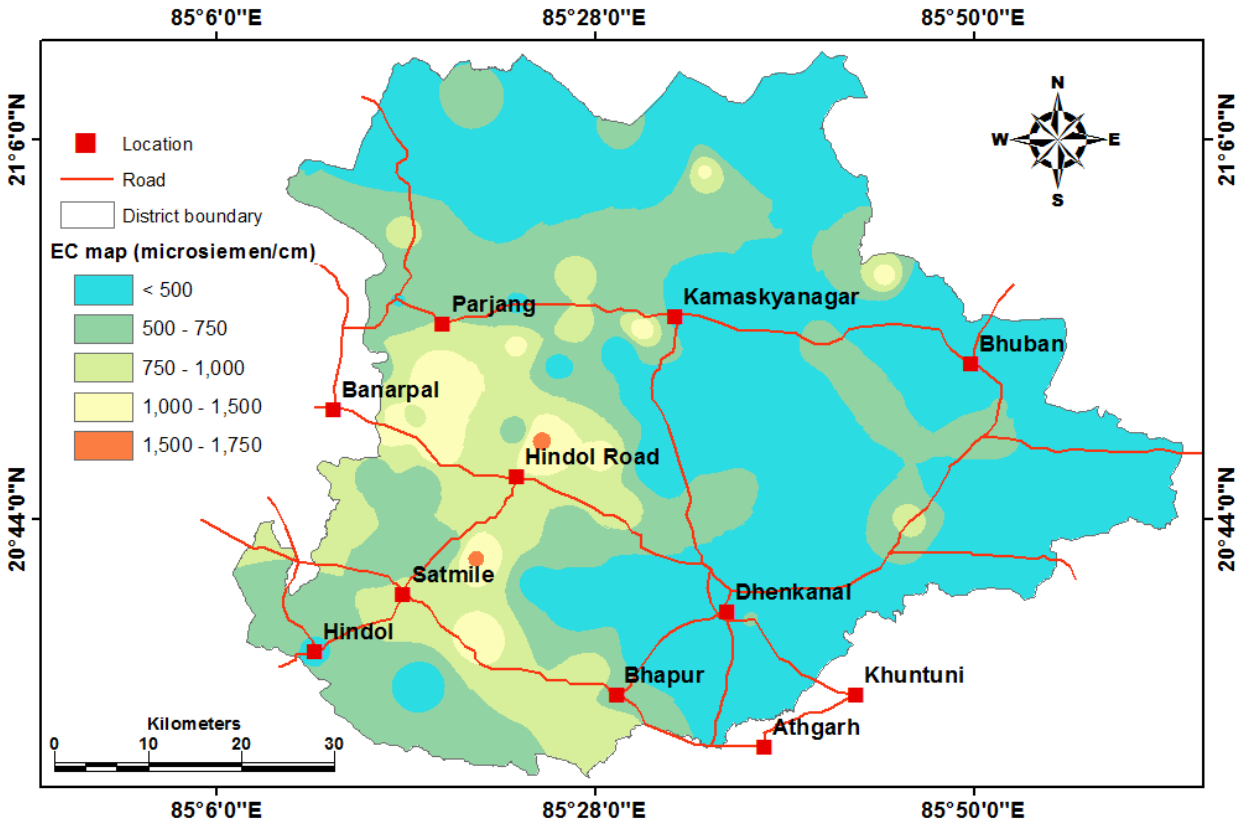 85°6'0"E
85°28'0"E
85°50'0"E
21°6'0"N
21°6'0"N
N
W
E
S
Location
Road
District boundary
EC map (microsiemen/cm)
< 500
500 - 750
750 - 1,000
1,000 - 1,500
1,500 - 1,750
Parjang
Kamaskyanagar
Bhuban
Banarpal
Hindol Road
20°44'0"N
20°44'0"N
Satmile
Dhenkanal
Hindol
Bhapur
Khuntuni
Athgarh
Kilometers
0 10 20 30
85°6'0"E
85°28'0"E
85°50'0"E